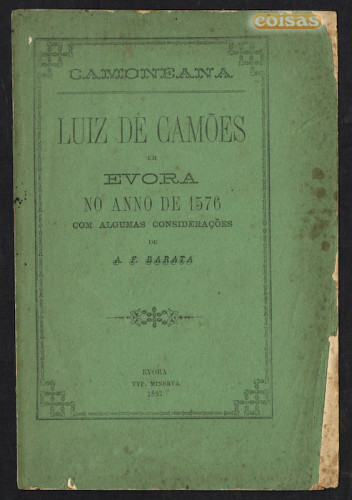 coisas
CAMONEANA
LUIZ DE CAMÕES
EM
EVORA
NO ANNO DE 1576
COM ALGUMAS CONSIDERAÇÕES
DE
A. F. BARATA
EVORA
TYP. MINERVA